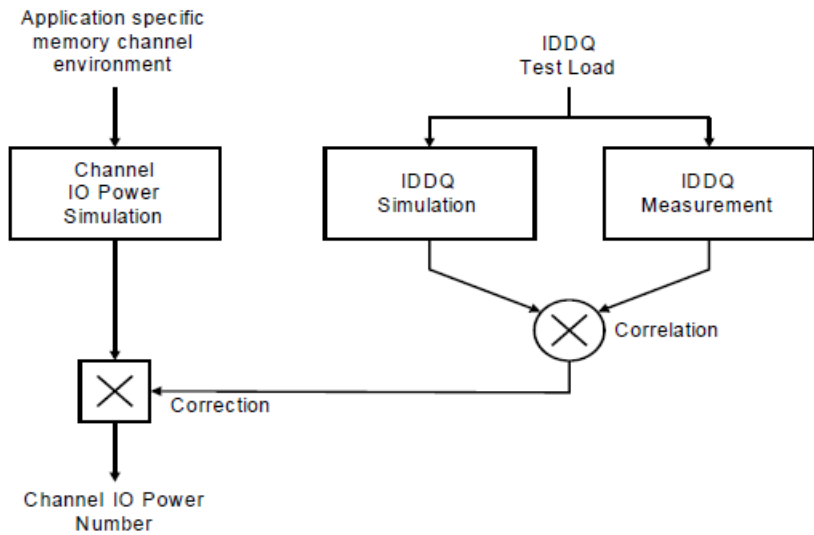 Application specific
memory channel
environment
IDDQ
Test Load
Channel
IO Power
Simulation
IDDQ
Simulation
IDDQ
Measurement
Correlation
Correction
Channel IO Power
Number